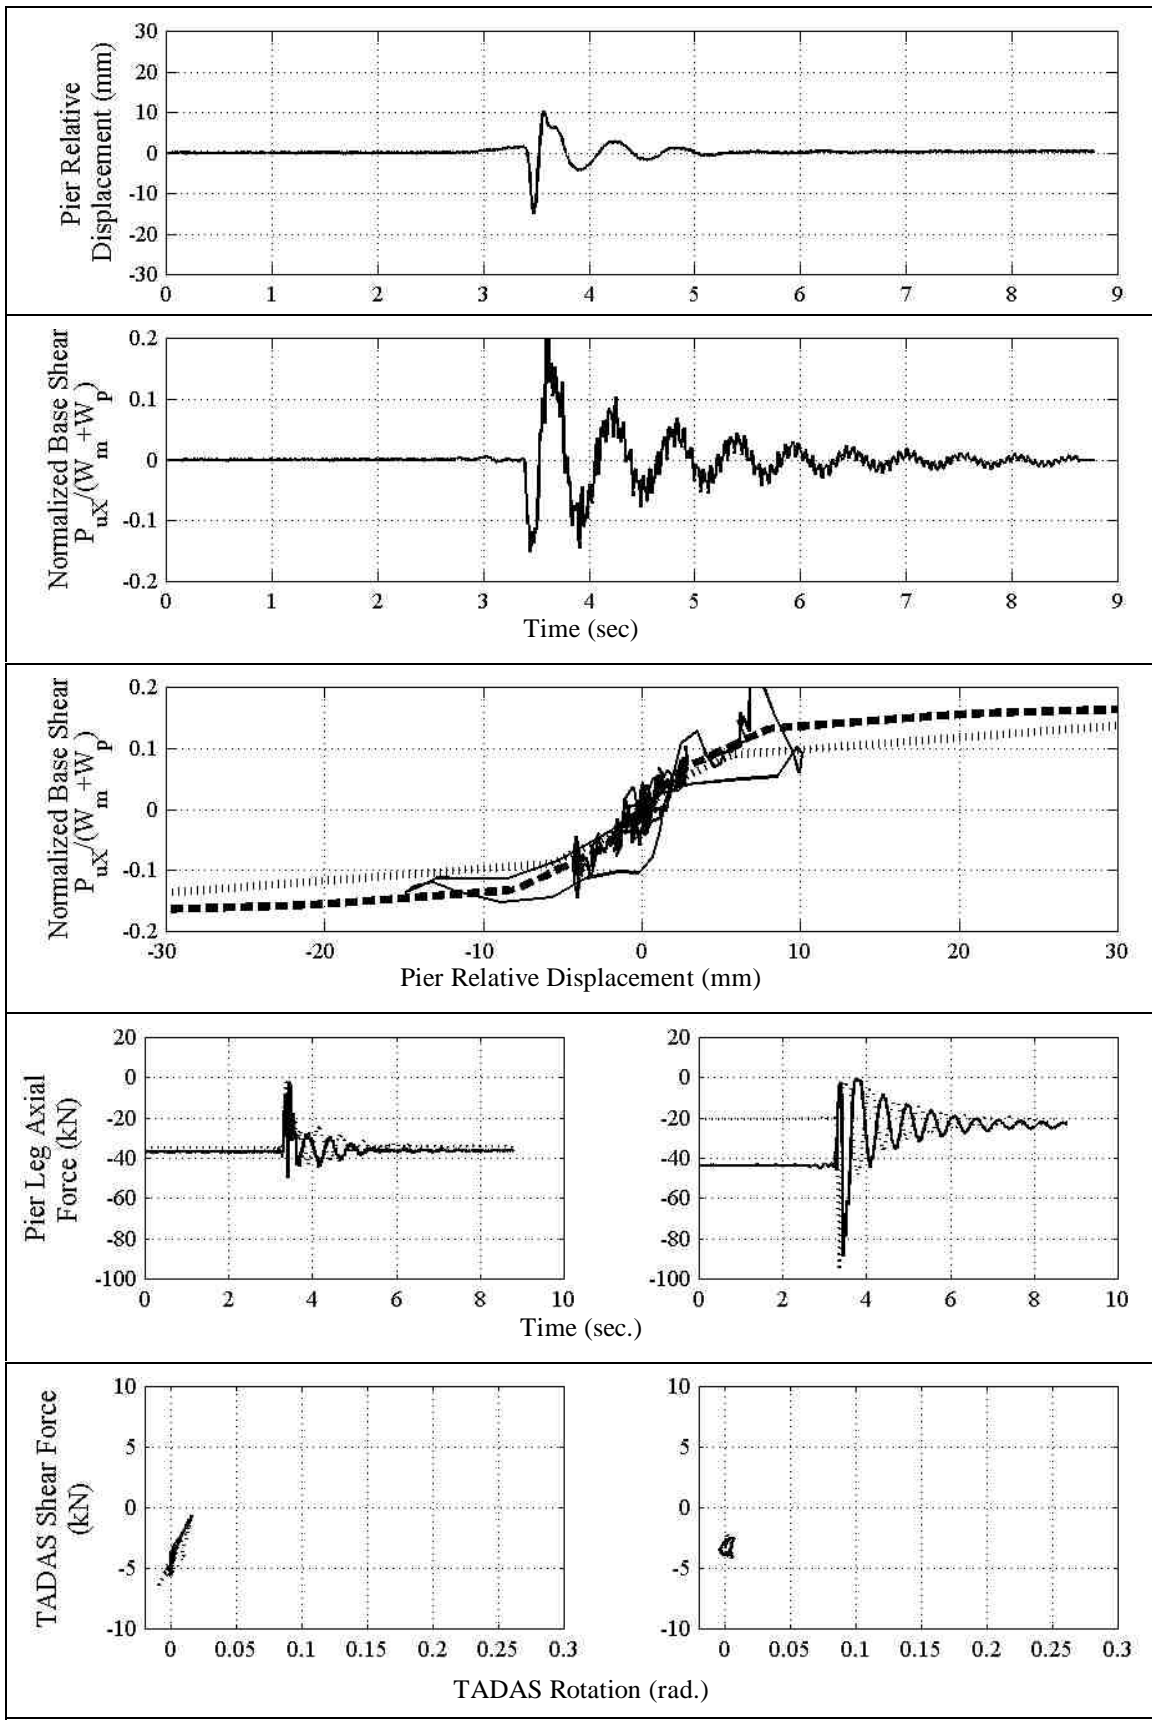 Pier Relative
Displacement (mm)
30
20
10
0
-10
-20
-30
0 1 2 3 4 5 6 7 8 9
Normalized Base Shear
P_uX/(W_m+W_p)
0.2
0.1
0
-0.1
-0.2
0 1 2 3 4 5 6 7 8 9
Time (sec)
Normalized Base Shear
P_uX/(W_m+W_p)
0.2
0.1
0
-0.1
-0.2
-30 -20 -10 0 10 20 30
Pier Relative Displacement (mm)
Pier Leg Axial
Force (kN)
20
0
-20
-40
-60
-80
-100
0 2 4 6 8 10
20
0
-20
-40
-60
-80
-100
0 2 4 6 8 10
Time (sec.)
TADAS Shear Force
(kN)
10
5
0
-5
-10
0 0.05 0.1 0.15 0.2 0.25 0.3
10
5
0
-5
-10
0 0.05 0.1 0.15 0.2 0.25 0.3
TADAS Rotation (rad.)